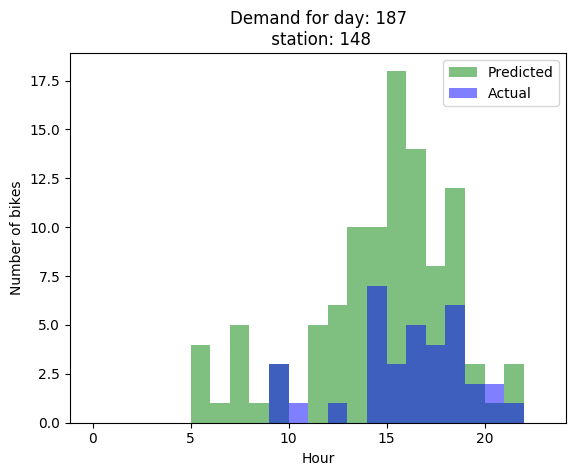 Demand for day: 187
station: 148
Predicted
Actual
Number of bikes
17.5
15.0
12.5
10.0
7.5
5.0
2.5
0.0
0
5
10
15
20
Hour